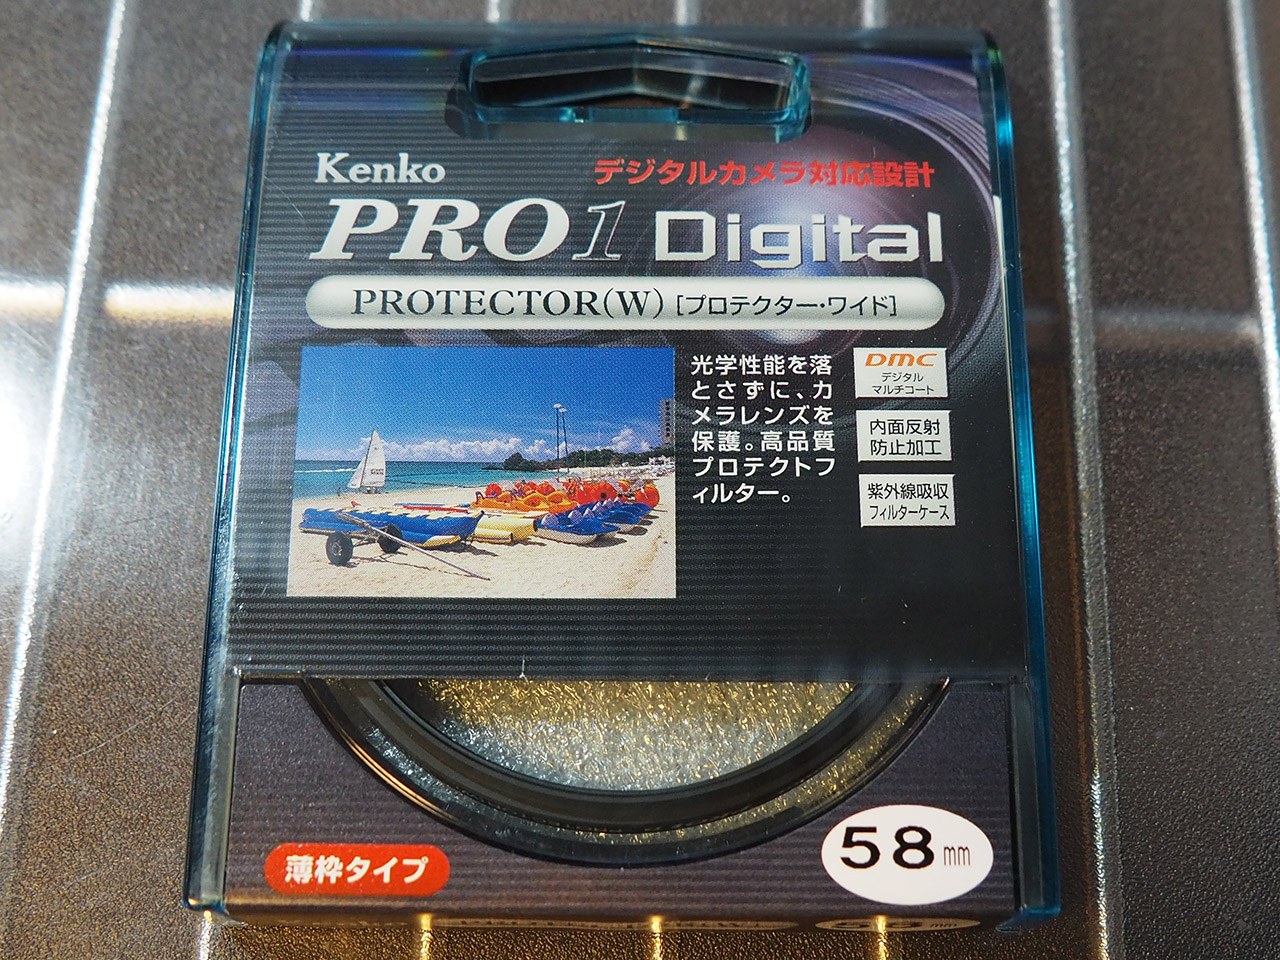 Kenko
デジタルカメラ対応設計
PRO1 Digital
PROTECTOR(W) [プロテクター・ワイド]
光学性能を落
とさずに、カ
メラレンズを
保護。高品質
プロテクトフ
ィルター。
DMC
デジタル
マルチコート
内面反射
防止加工
紫外線吸収
フィルターケース
薄枠タイプ
58mm